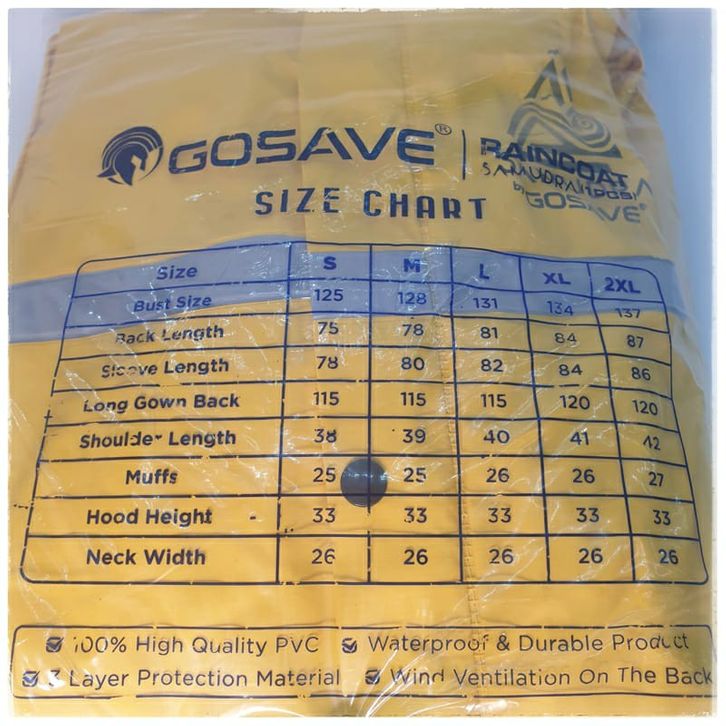 GOSAVE® | RAINCOAT
by GOSAVE®
SIZE CHART
Size S M L XL 2XL
Bust Size 125 128 131 134 137
Back Length 75 78 81 84 87
Sleeve Length 78 80 82 84 86
Long Gown Back 115 115 115 120 120
Shoulder Length 38 39 40 41 42
Muffs 25 25 26 26 27
Hood Height 33 33 33 33 33
Neck Width 26 26 26 26 26
100% High Quality PVC Waterproof & Durable Product
3 Layer Protection Material Wind Ventilation On The Back